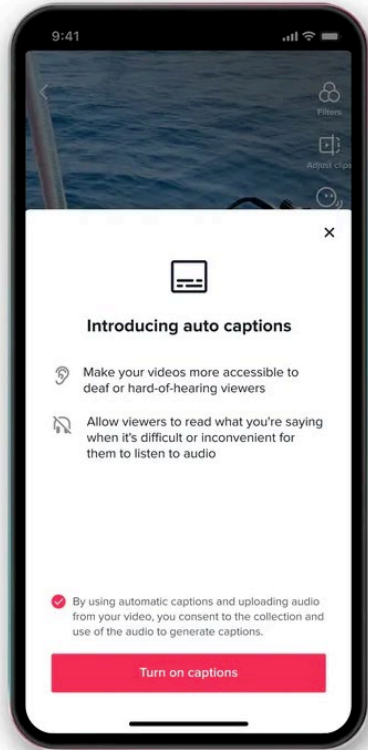 9:41
Filters
Adjust clips
Introducing auto captions
Make your videos more accessible to
deaf or hard-of-hearing viewers
Allow viewers to read what you're saying
when it's difficult or inconvenient for
them to listen to audio
By using automatic captions and uploading audio
from your video, you consent to the collection and
use of the audio to generate captions.
Turn on captions